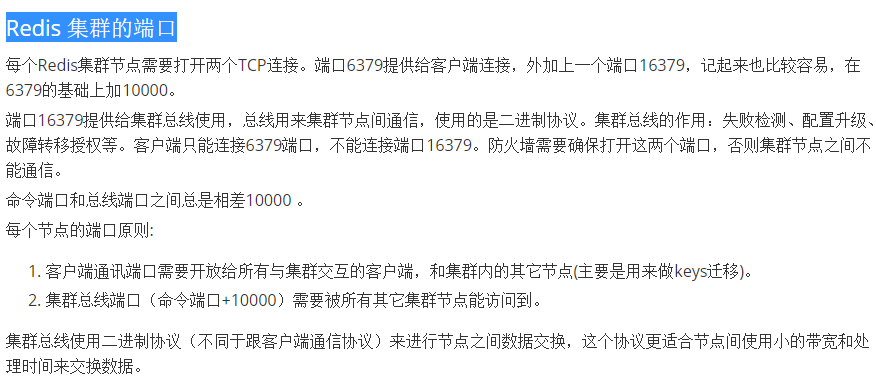 Redis 集群的端口
每个Redis集群节点需要打开两个TCP连接。端口6379提供给客户端连接，外加上一个端口16379，记起来也比较容易，在
6379的基础上加10000。
端口16379提供给集群总线使用，总线用来集群节点间通信，使用的是二进制协议。集群总线的作用：失败检测、配置升级、
故障转移授权等。客户端只能连接6379端口，不能连接端口16379。防火墙需要确保打开这两个端口，否则集群节点之间不
能通信。
命令端口和总线端口之间总是相差10000 。
每个节点的端口原则:
1. 客户端通讯端口需要开放给所有与集群交互的客户端，和集群内的其它节点(主要是用来做keys迁移)。
2. 集群总线端口（命令端口+10000）需要被所有其它集群节点能访问到。
集群总线使用二进制协议（不同于跟客户端通信协议）来进行节点之间数据交换，这个协议更适合节点间使用小的带宽和处
理时间来交换数据。